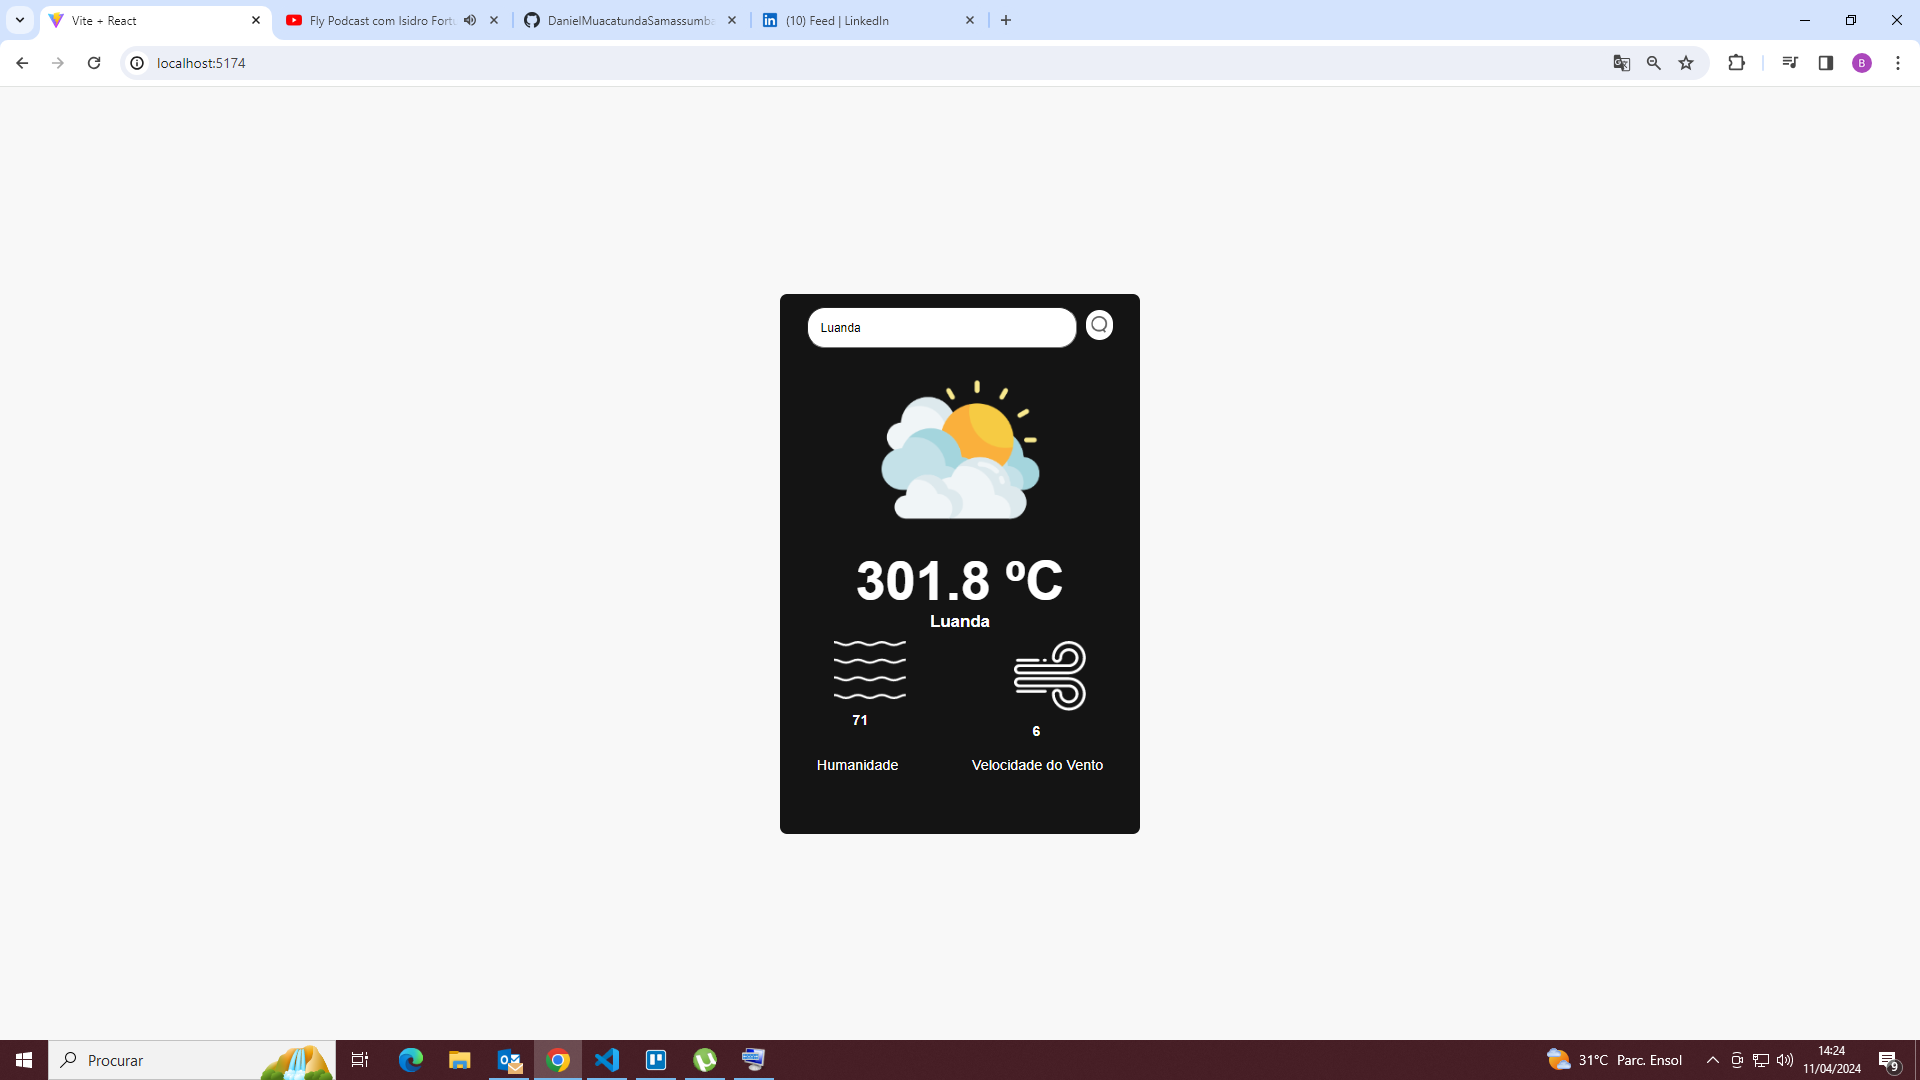 Vite + React
Fly Podcast com Isidro Fortu
DanielMuacatundaSamassumba
(10) Feed | LinkedIn
localhost:5174
B
Luanda
301.8 ºC
Luanda
71
6
Humanidade
Velocidade do Vento
Procurar
31°C Parc. Ensol
14:24
11/04/2024
9